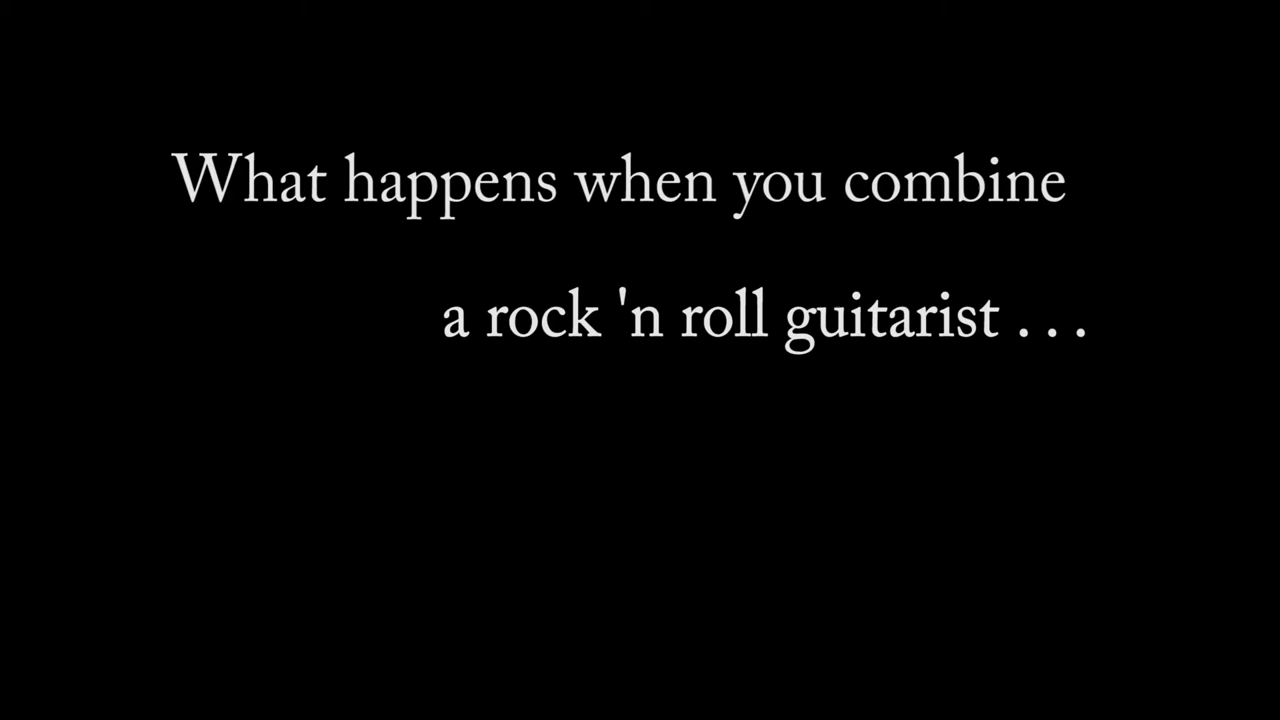 What happens when you combine
a rock 'n roll guitarist . . .